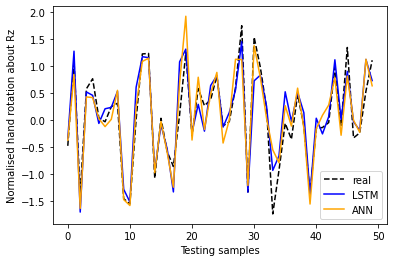 2.0
1.5
1.0
0.5
0.0
−0.5
−1.0
−1.5
Normalised hand rotation about Rz
real
LSTM
ANN
0 10 20 30 40 50
Testing samples